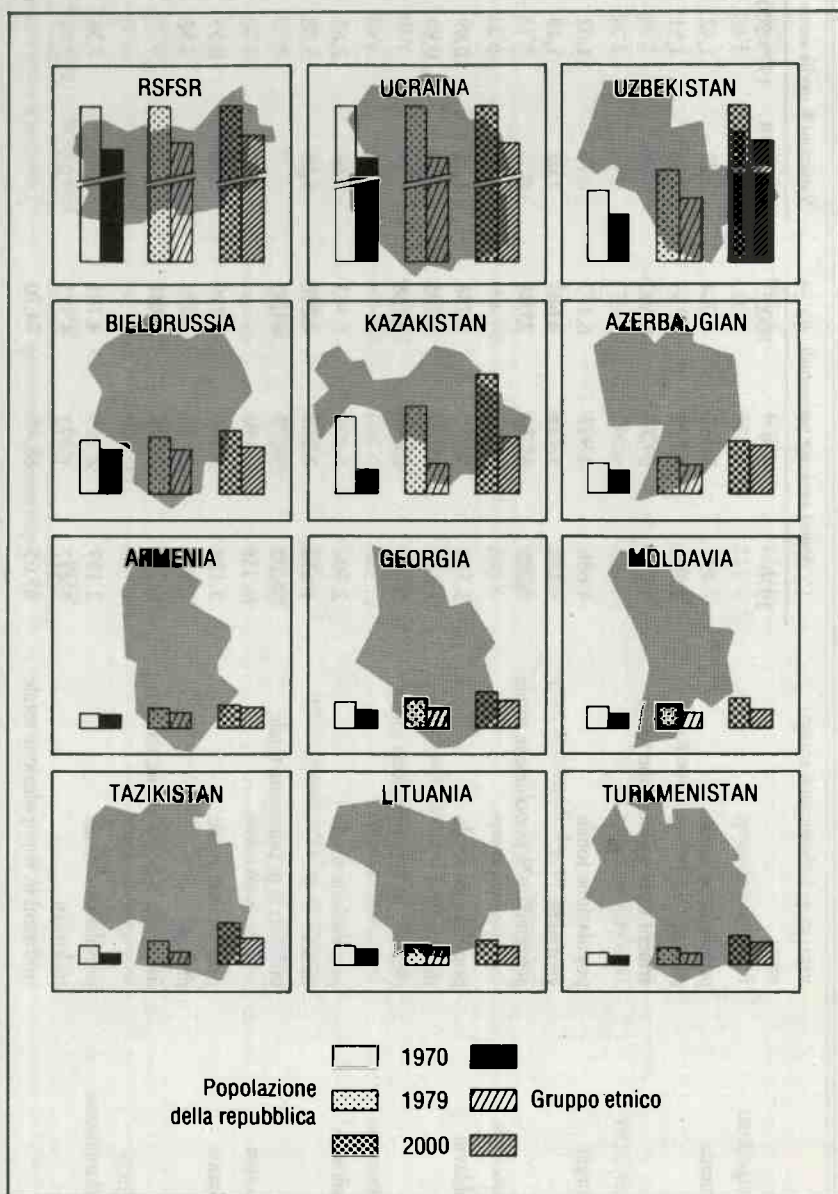 RSFSR
UCRAINA
UZBEKISTAN
BIELORUSSIA
KAZAKISTAN
AZERBAJGIAN
ARMENIA
GEORGIA
MOLDAVIA
TAZIKISTAN
LITUANIA
TURKMENISTAN
1970
Popolazione della repubblica
1979
Gruppo etnico
2000